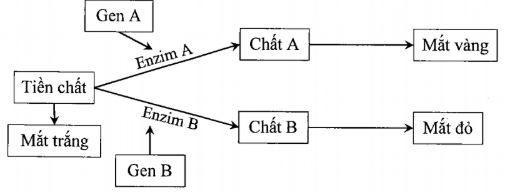 Gen A
Enzim A
Chất A
Mắt vàng
Tiền chất
Enzim B
Chất B
Mắt đỏ
Mắt trắng
Gen B